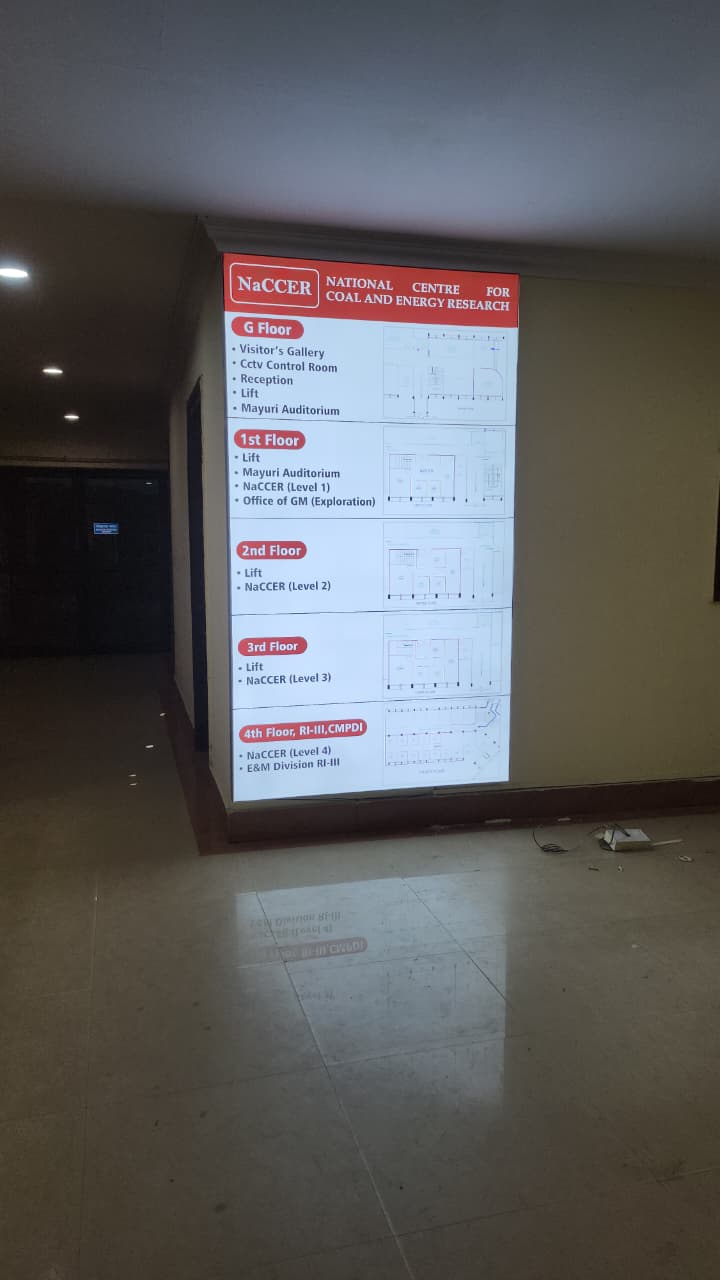 NaCCER
NATIONAL CENTRE FOR
COAL AND ENERGY RESEARCH
G Floor
• Visitor's Gallery
• Cctv Control Room
• Reception
• Lift
• Mayuri Auditorium
1st Floor
• Lift
• Mayuri Auditorium
• NaCCER (Level 1)
• Office of GM (Exploration)
2nd Floor
• Lift
• NaCCER (Level 2)
3rd Floor
• Lift
• NaCCER (Level 3)
4th Floor, RI-III,CMPDI
• NaCCER (Level 4)
• E&M Division RI-III